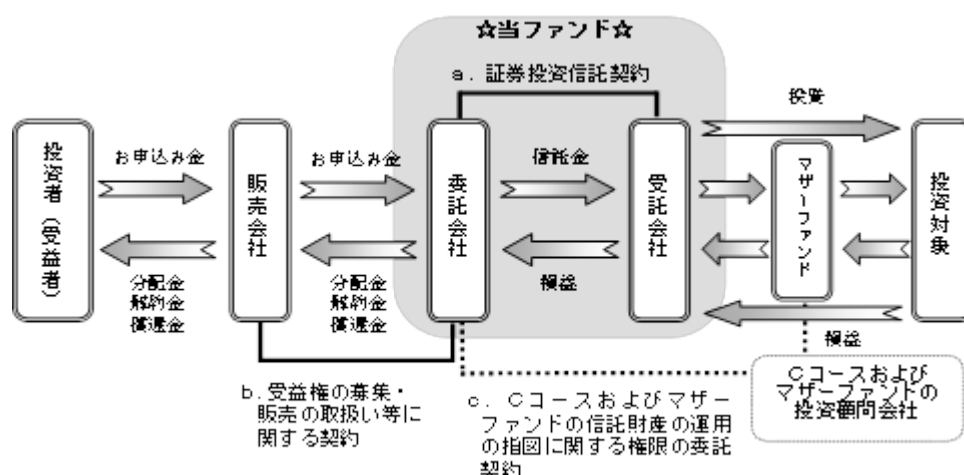 ☆当ファンド☆
a．証券投資信託契約
投資
投資者（受益者）
お申込み金
販売会社
お申込み金
委託会社
信託金
受託会社
マザーファンド
投資対象
分配金
解約金
償還金
分配金
解約金
償還金
損益
損益
b．受益権の募集・
販売の取扱い等に
関する契約
c．Cコースおよびマザー
ファンドの信託財産の運用
の指図に関する権限の委託
契約
Cコースおよび
マザーファンドの
投資顧問会社